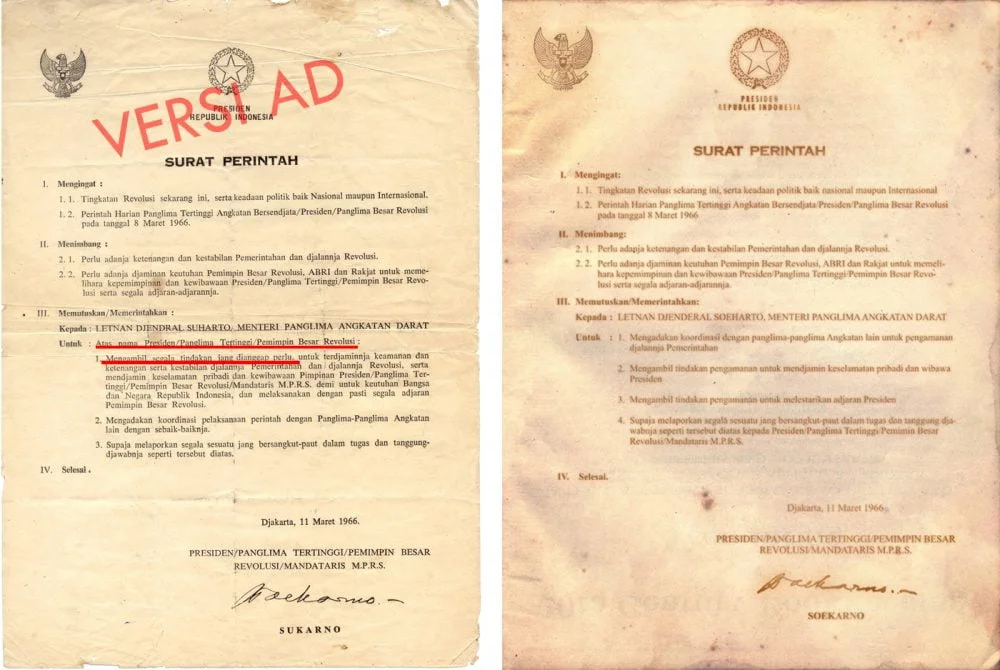 VERSI AD
PRESIDEN
REPUBLIK INDONESIA
SURAT PERINTAH
I. Mengingat :
1. 1. Tingkatan Revolusi sekarang ini, serta keadaan politik baik Nasional maupun Internasional.
1. 2. Perintah Harian Panglima Tertinggi Angkatan Bersendjata/Presiden/Panglima Besar Revolusi
pada tanggal 8 Maret 1966.
II. Menimbang :
2. 1. Perlu adanja ketenangan dan kestabilan Pemerintahan dan djalannja Revolusi.
2. 2. Perlu adanja djaminan keutuhan Pemimpin Besar Revolusi, ABRI dan Rakjat untuk meme-
lihara kepemimpinan dan kewibawaan Presiden/Panglima Tertinggi/Pemimpin Besar Revo-
lusi serta segala adjaran-adjarannja.
III. Memutuskan/Memerintahkan :
Kepada : LETNAN DJENDRAL SUHARTO, MENTERI PANGLIMA ANGKATAN DARAT
Untuk : Atas nama Presiden/Panglima Tertinggi/Pemimpin Besar Revolusi :
1. Mengambil segala tindakan jang dianggap perlu, untuk terdjaminnja keamanan dan
ketenangan serta kestabilan djalannja Pemerintahan dan djalannja Revolusi, serta
mendjamin keselamatan pribadi dan kewibawaan Pimpinan Presiden/Panglima Ter-
tinggi/Pemimpin Besar Revolusi/Mandataris M.P.R.S. demi untuk keutuhan Bangsa
dan Negara Republik Indonesia, dan melaksanakan dengan pasti segala adjaran
Pemimpin Besar Revolusi.
2. Mengadakan koordinasi pelaksanaan perintah dengan Panglima-Panglima Angkatan
lain dengan sebaik-baiknja.
3. Supaja melaporkan segala sesuatu jang bersangkut-paut dalam tugas dan tanggung-
djawabnja seperti tersebut diatas.
IV. Selesai.
Djakarta, 11 Maret 1966.
PRESIDEN/PANGLIMA TERTINGGI/PEMIMPIN BESAR
REVOLUSI/MANDATARIS M.P.R.S.
Soekarno.
SUKARNO
PRESIDEN
REPUBLIK INDONESIA
SURAT PERINTAH
I. Mengingat:
1. 1. Tingkatan Revolusi sekarang ini, serta keadaan politik baik nasional maupun Internasional
1. 2. Perintah Harian Panglima Tertinggi Angkatan Bersendjata/Presiden/Panglima Besar Revolusi
pada tanggal 8 Maret 1966
II. Menimbang:
2. 1. Perlu adanja ketenangan dan kestabilan Pemerintahan dan djalannja Revolusi.
2. 2. Perlu adanja djaminan keutuhan Pemimpin Besar Revolusi, ABRI dan Rakjat untuk memeli-
hara kepemimpinan dan kewibawaan Presiden/Panglima Tertinggi/Pemimpin Besar Revo-
lusi serta segala adjaran-adjarannja.
III. Memutuskan/Memerintahkan:
Kepada : LETNAN DJENDERAL SOEHARTO, MENTERI PANGLIMA ANGKATAN DARAT
Untuk : 1. Mengadakan koordinasi dengan panglima-panglima Angkatan lain untuk pengamanan
djalannja Pemerintahan
2. Mengambil tindakan pengamanan untuk mendjamin keselamatan pribadi dan wibawa
Presiden
3. Mengambil tindakan pengamanan untuk melestarikan adjaran Presiden
4. Supaja melaporkan segala sesuatu jang bersangkut-paut dalam tugas dan tanggung dja-
wabnja seperti tersebut diatas kepada Presiden/Panglima Tertinggi/Pemimin Besar
Revolusi/Mandataris M.P.R.S.
IV. Selesai.
Djakarta, 11 Maret 1966
PRESIDEN/PANGLIMA TERTINGGI/PEMIMPIN BESAR
REVOLUSI/MANDATARIS M.P.R.S.
Soekarno.
SOEKARNO